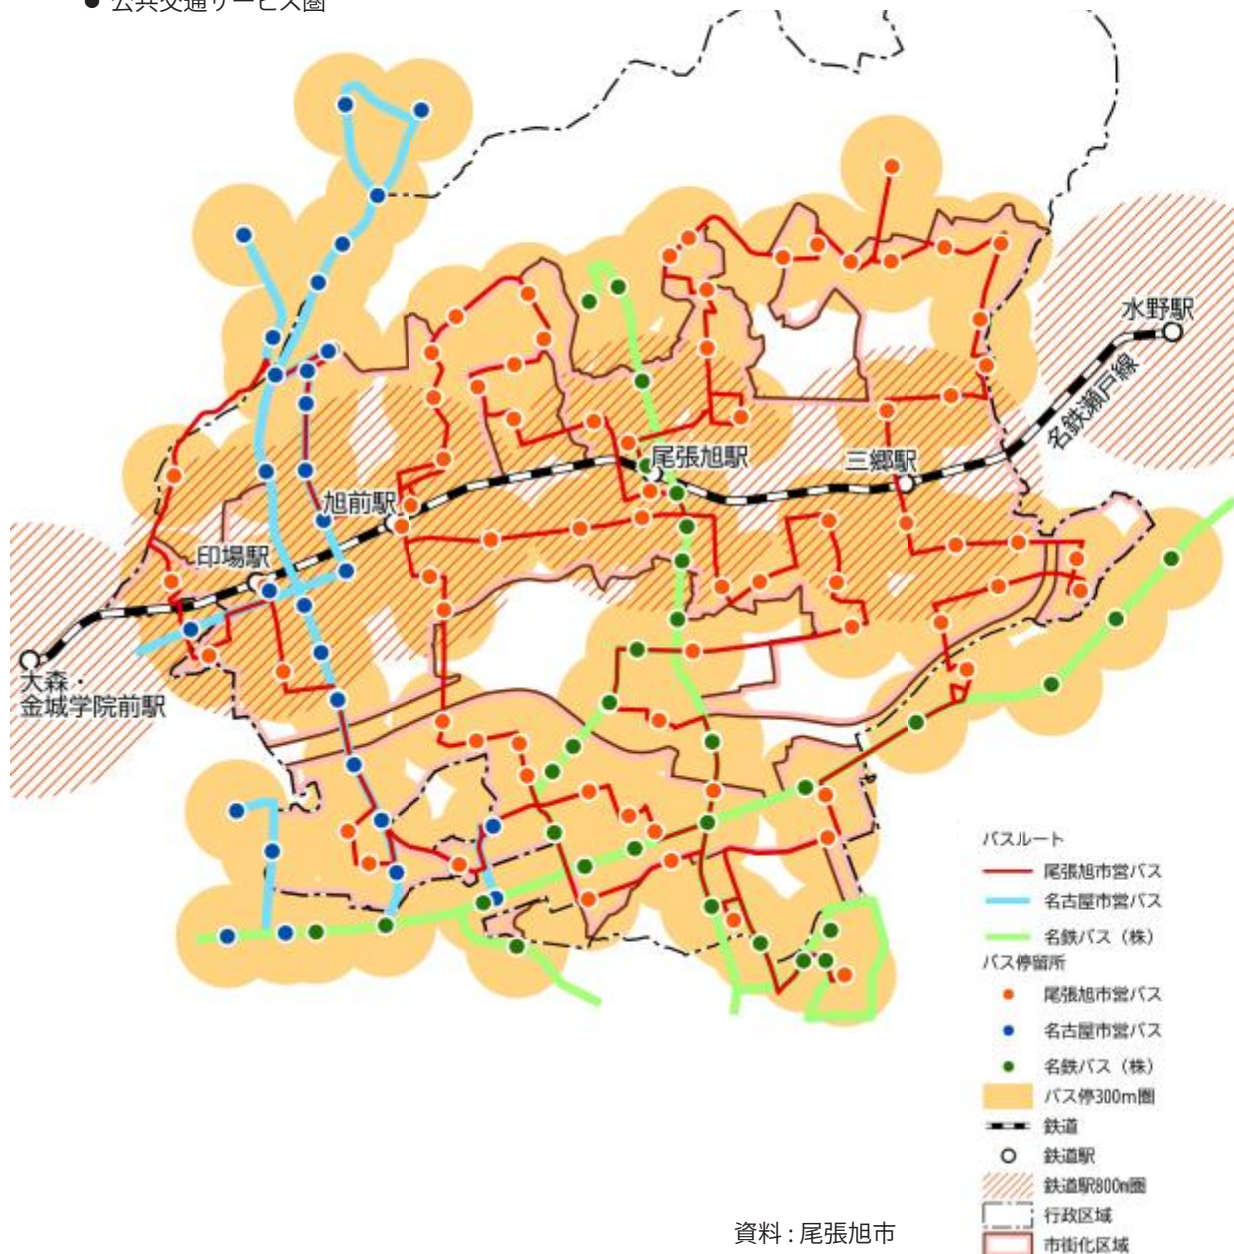 ● 公共交通サービス圏
水野駅
名鉄瀬戸線
尾張旭駅
三郷駅
旭前駅
印場駅
大森・
金城学院前駅
バスルート
尾張旭市営バス
名古屋市営バス
名鉄バス（株）
バス停留所
尾張旭市営バス
名古屋市営バス
名鉄バス（株）
バス停300m圏
鉄道
鉄道駅
鉄道駅800m圏
行政区域
市街化区域
資料 : 尾張旭市